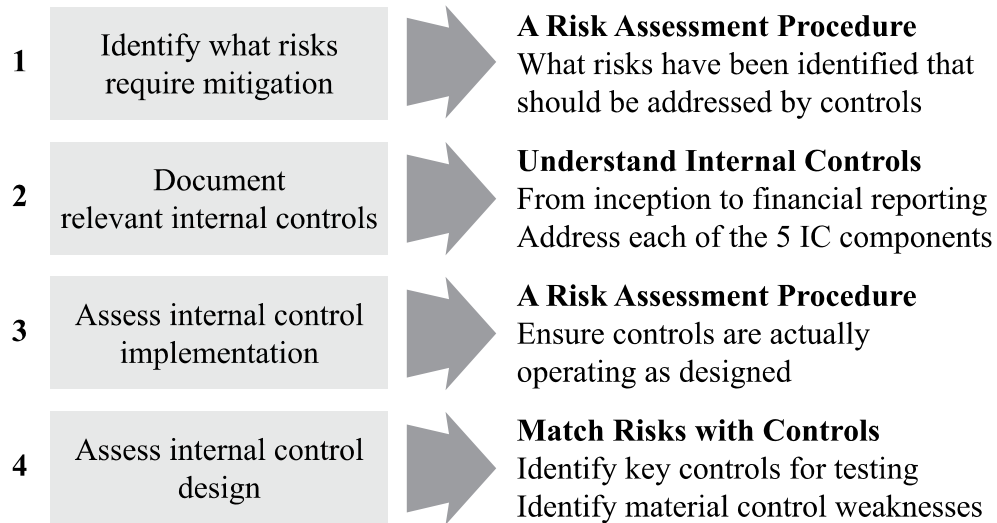 1
Identify what risks
require mitigation
A Risk Assessment Procedure
What risks have been identified that
should be addressed by controls
2
Document
relevant internal controls
Understand Internal Controls
From inception to financial reporting
Address each of the 5 IC components
3
Assess internal control
implementation
A Risk Assessment Procedure
Ensure controls are actually
operating as designed
4
Assess internal control
design
Match Risks with Controls
Identify key controls for testing
Identify material control weaknesses